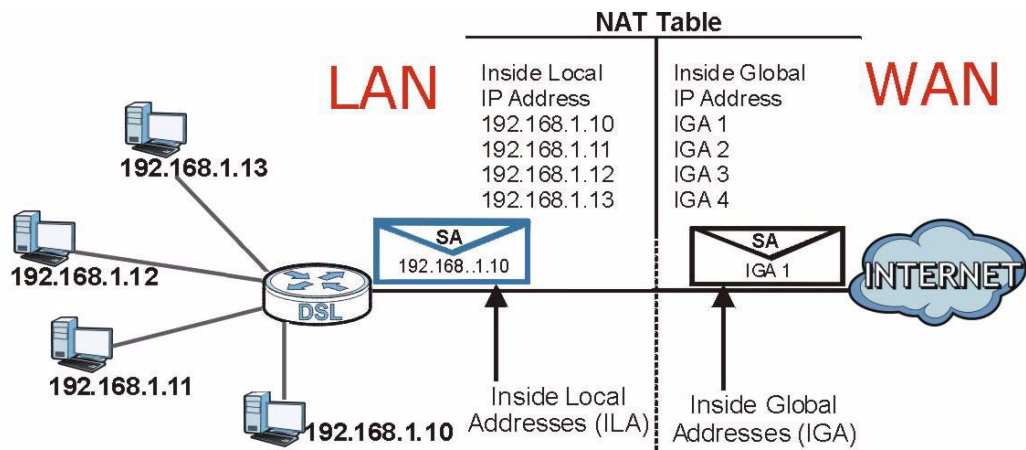 NAT Table
LAN
Inside Local
IP Address
192.168.1.10
192.168.1.11
192.168.1.12
192.168.1.13
Inside Global
IP Address
IGA 1
IGA 2
IGA 3
IGA 4
WAN
192.168.1.13
192.168.1.12
192.168.1.11
192.168.1.10
DSL
SA
192.168..1.10
SA
IGA 1
INTERNET
Inside Local
Addresses (ILA)
Inside Global
Addresses (IGA)